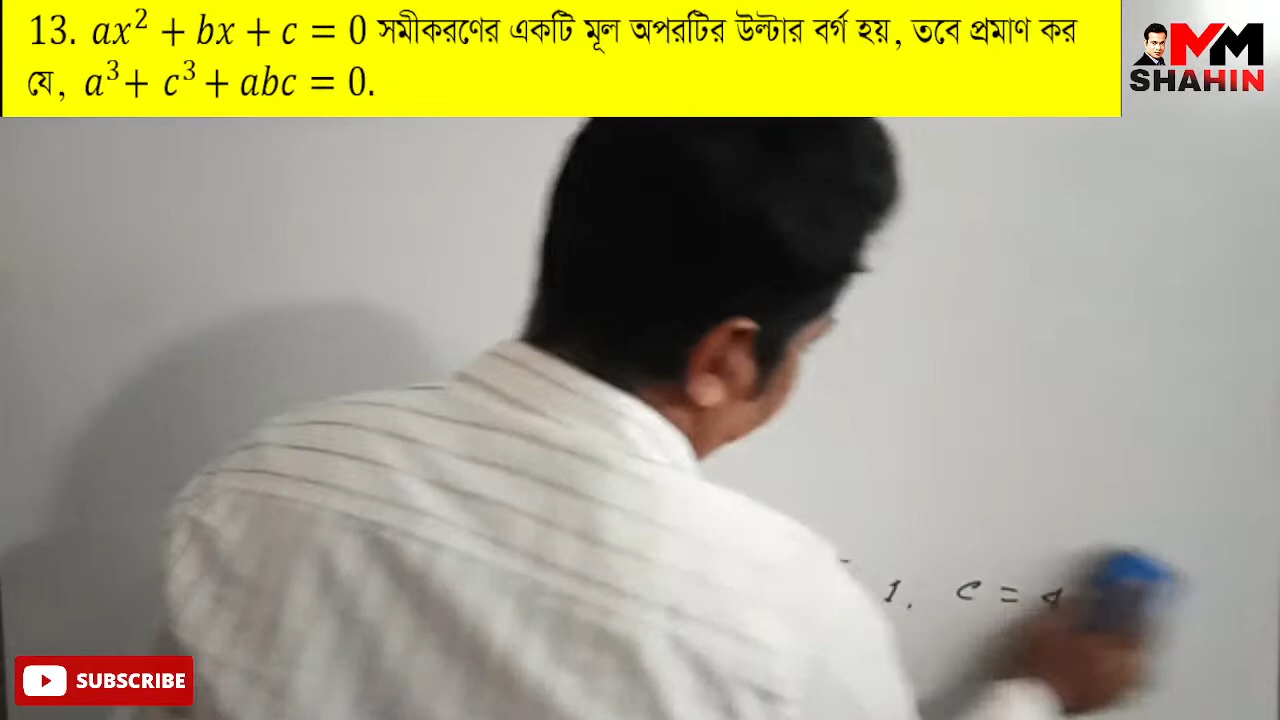 13. ax² + bx + c = 0 সমীকরণের একটি মূল অপরটির উল্টার বর্গ হয়, তবে প্রমাণ কর
যে, a³+ c³ + abc = 0.
MM
SHAHIN
1. c =
SUBSCRIBE